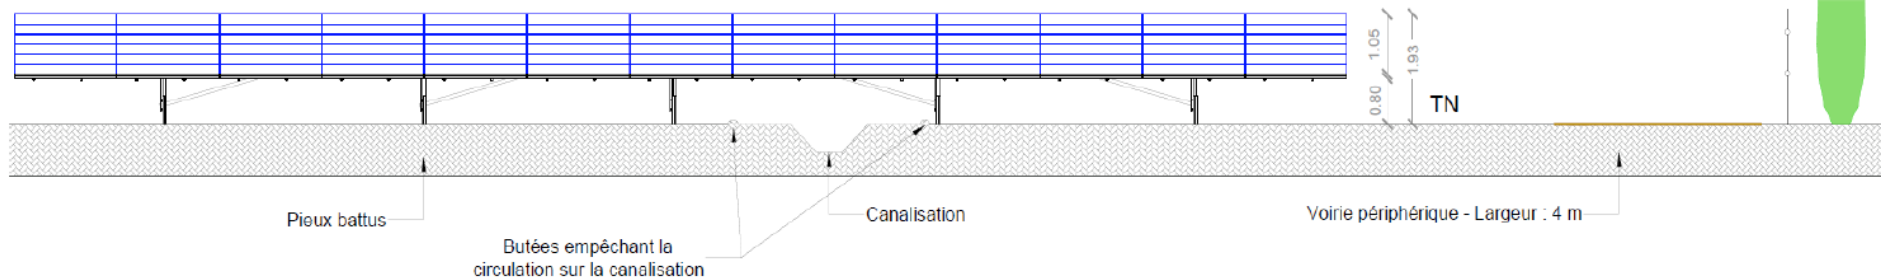 1.05
1.93
0.80
TN
Pieux battus
Canalisation
Voirie périphérique - Largeur : 4 m
Butées empêchant la
circulation sur la canalisation